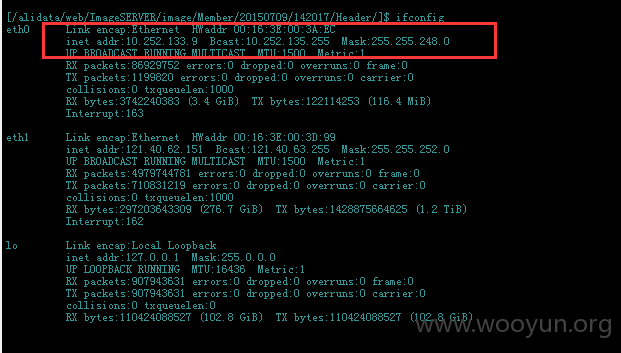 [/alidata/web/ImageSERVER/image/Member/20150709/142017/Header/]$ ifconfig
eth0 Link encap:Ethernet HWaddr 00:16:3E:00:3A:EC
inet addr:10.252.133.9 Bcast:10.252.135.255 Mask:255.255.248.0
UP BROADCAST RUNNING MULTICAST MTU:1500 Metric:1
RX packets:86929752 errors:0 dropped:0 overruns:0 frame:0
TX packets:1199820 errors:0 dropped:0 overruns:0 carrier:0
collisions:0 txqueuelen:1000
RX bytes:3742240383 (3.4 GiB) TX bytes:122114253 (116.4 MiB)
Interrupt:163
eth1 Link encap:Ethernet HWaddr 00:16:3E:00:3D:99
inet addr:121.40.62.151 Bcast:121.40.63.255 Mask:255.255.252.0
UP BROADCAST RUNNING MULTICAST MTU:1500 Metric:1
RX packets:4979744781 errors:0 dropped:0 overruns:0 frame:0
TX packets:710831219 errors:0 dropped:0 overruns:0 carrier:0
collisions:0 txqueuelen:1000
RX bytes:297203643309 (276.7 GiB) TX bytes:1428875664625 (1.2 TiB)
Interrupt:162
lo Link encap:Local Loopback
inet addr:127.0.0.1 Mask:255.0.0.0
UP LOOPBACK RUNNING MTU:16436 Metric:1
RX packets:907943631 errors:0 dropped:0 overruns:0 frame:0
TX packets:907943631 errors:0 dropped:0 overruns:0 carrier:0
collisions:0 txqueuelen:0
RX bytes:110424088527 (102.8 GiB) TX bytes:110424088527 (102.8 GiB)
www.wooyun.org